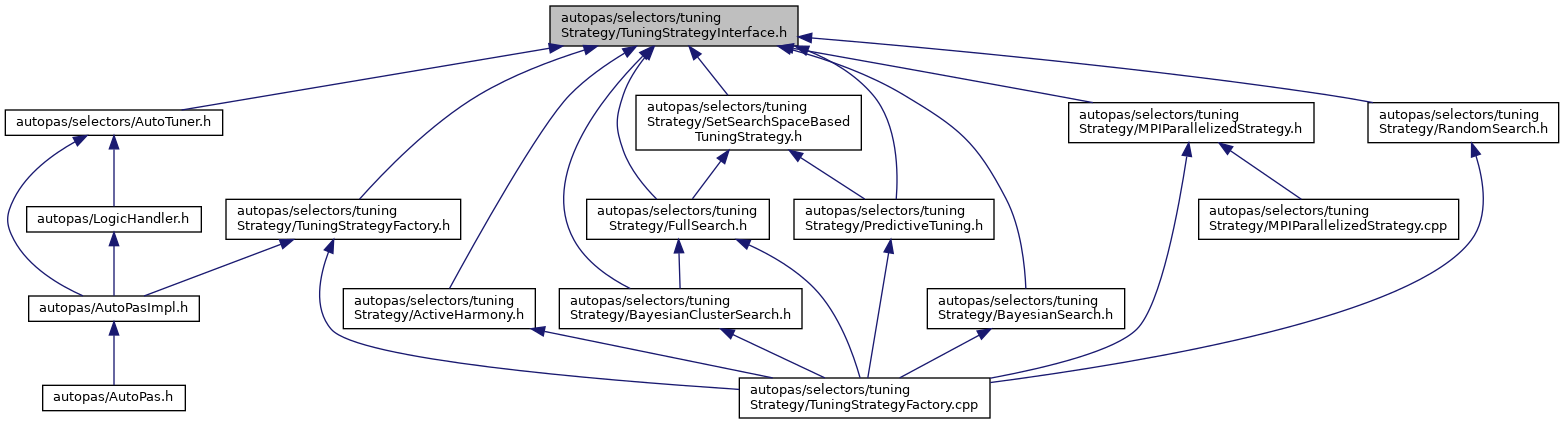 autopas/selectors/tuning
Strategy/TuningStrategyInterface.h
autopas/selectors/AutoTuner.h
autopas/selectors/tuning
Strategy/SetSearchSpaceBased
TuningStrategy.h
autopas/selectors/tuning
Strategy/MPIParallelizedStrategy.h
autopas/selectors/tuning
Strategy/RandomSearch.h
autopas/LogicHandler.h
autopas/selectors/tuning
Strategy/TuningStrategyFactory.h
autopas/selectors/tuning
Strategy/FullSearch.h
autopas/selectors/tuning
Strategy/PredictiveTuning.h
autopas/selectors/tuning
Strategy/MPIParallelizedStrategy.cpp
autopas/AutoPasImpl.h
autopas/selectors/tuning
Strategy/ActiveHarmony.h
autopas/selectors/tuning
Strategy/BayesianClusterSearch.h
autopas/selectors/tuning
Strategy/BayesianSearch.h
autopas/AutoPas.h
autopas/selectors/tuning
Strategy/TuningStrategyFactory.cpp